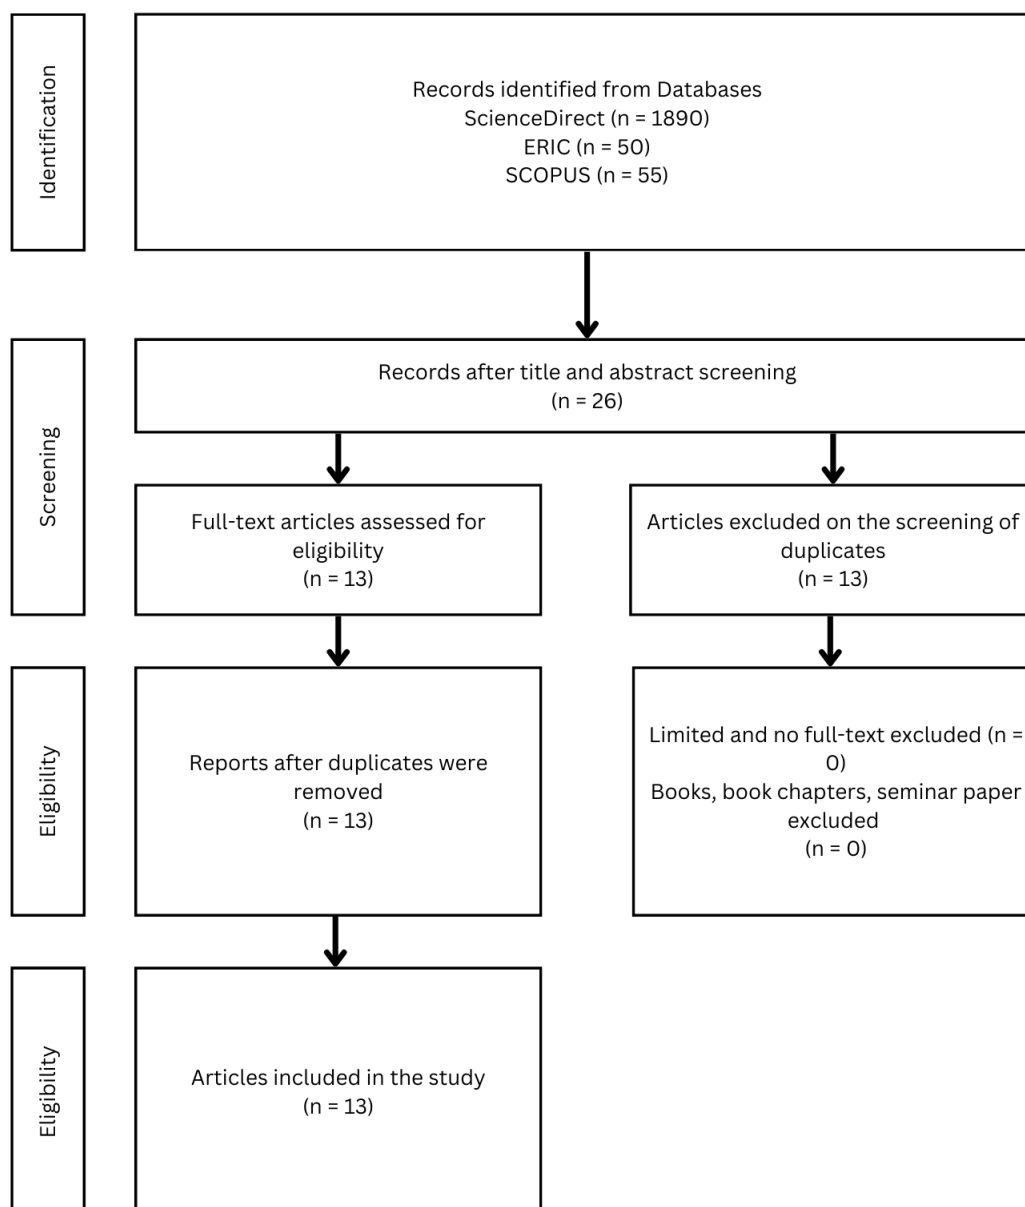 Identification
Records identified from Databases
ScienceDirect (n = 1890)
ERIC (n = 50)
SCOPUS (n = 55)
Screening
Records after title and abstract screening
(n = 26)
Full-text articles assessed for
eligibility
(n = 13)
Articles excluded on the screening of
duplicates
(n = 13)
Eligibility
Reports after duplicates were
removed
(n = 13)
Limited and no full-text excluded (n =
0)
Books, book chapters, seminar paper
excluded
(n = 0)
Eligibility
Articles included in the study
(n = 13)